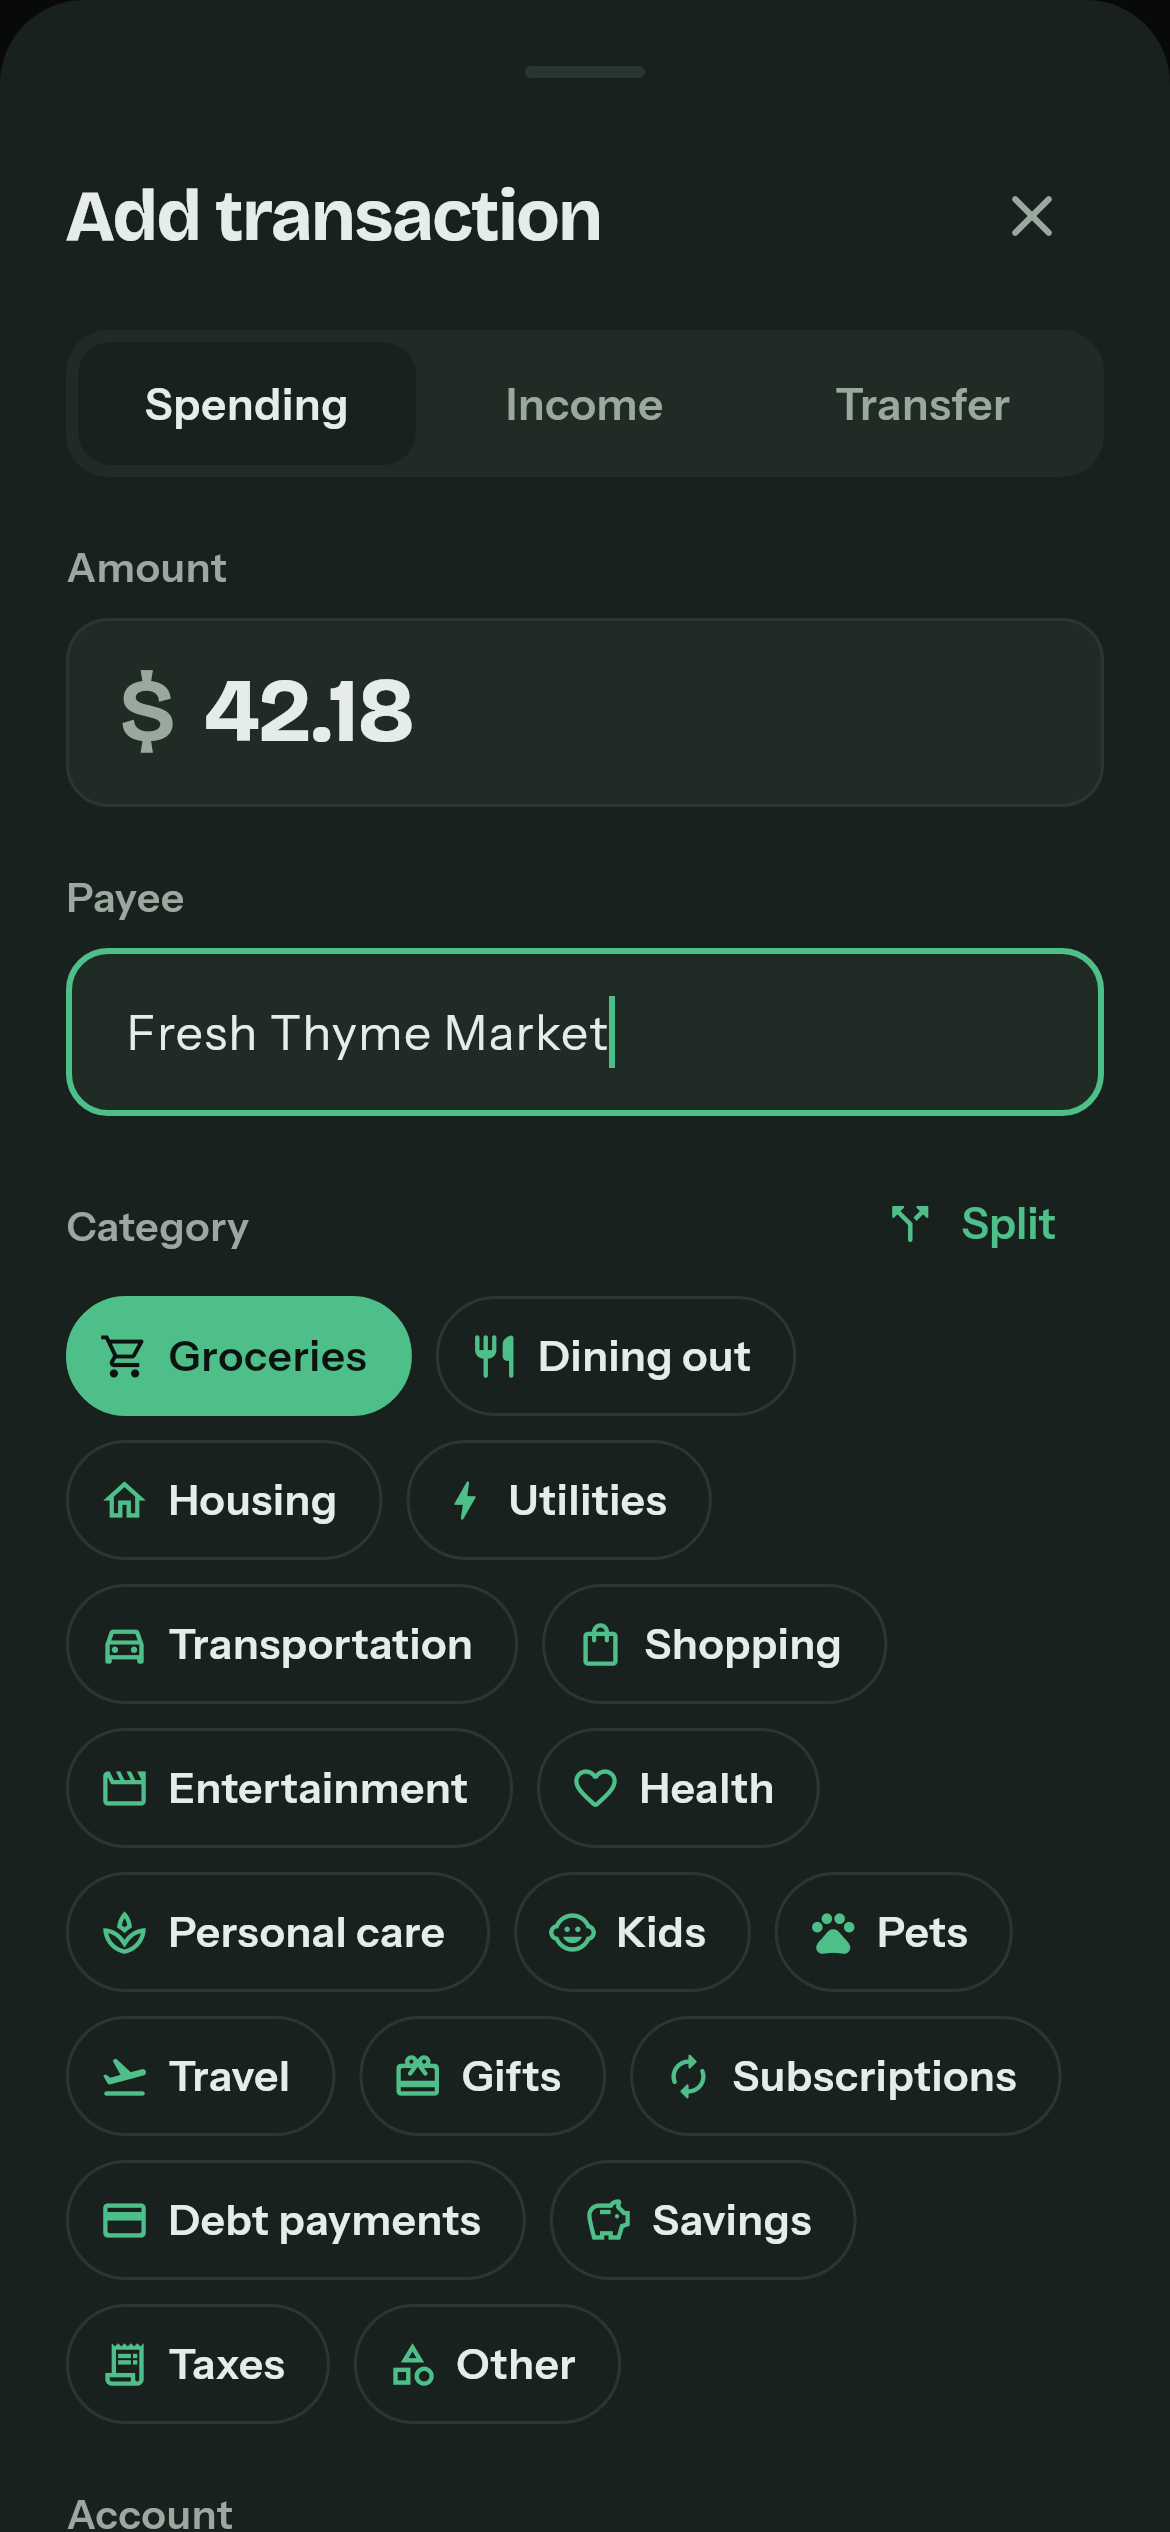 Add transaction
Spending Income Transfer
Amount
$ 42.18
Payee
Fresh Thyme Market
Category Split
Groceries Dining out
Housing Utilities
Transportation Shopping
Entertainment Health
Personal care Kids Pets
Travel Gifts Subscriptions
Debt payments Savings
Taxes Other
Account